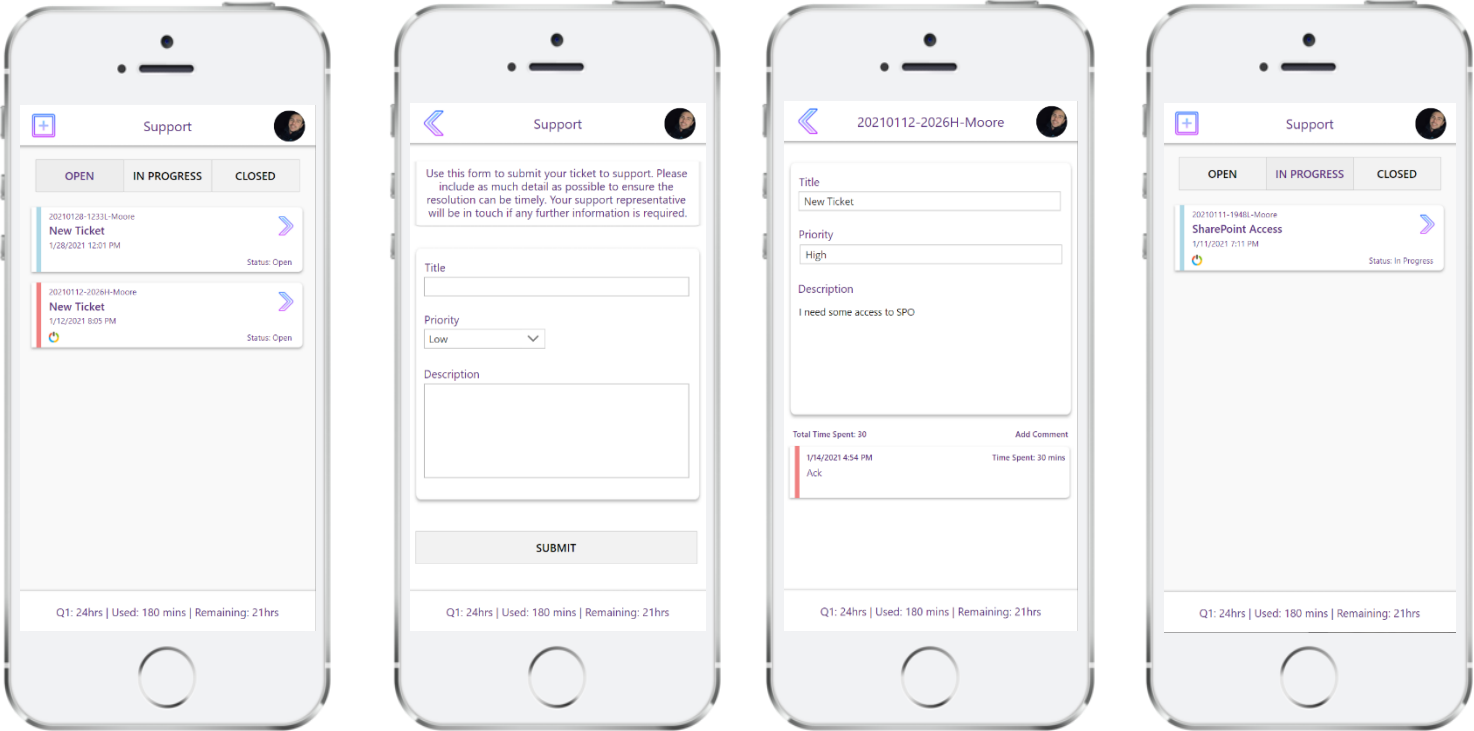 Support
OPEN
IN PROGRESS
CLOSED
20210128-1233L-Moore
New Ticket
1/28/2021 12:01 PM
Status: Open
20210112-2026H-Moore
New Ticket
1/12/2021 8:05 PM
Status: Open
Q1: 24hrs | Used: 180 mins | Remaining: 21hrs
Support
Use this form to submit your ticket to support. Please
include as much detail as possible to ensure the
resolution can be timely. Your support representative
will be in touch if any further information is required.
Title
Priority
Low
Description
SUBMIT
Q1: 24hrs | Used: 180 mins | Remaining: 21hrs
20210112-2026H-Moore
Title
New Ticket
Priority
High
Description
I need some access to SPO
Total Time Spent: 30
Add Comment
1/14/2021 4:54 PM
Time Spent: 30 mins
Ack
Q1: 24hrs | Used: 180 mins | Remaining: 21hrs
Support
OPEN
IN PROGRESS
CLOSED
20210111-1948L-Moore
SharePoint Access
1/11/2021 7:11 PM
Status: In Progress
Q1: 24hrs | Used: 180 mins | Remaining: 21hrs